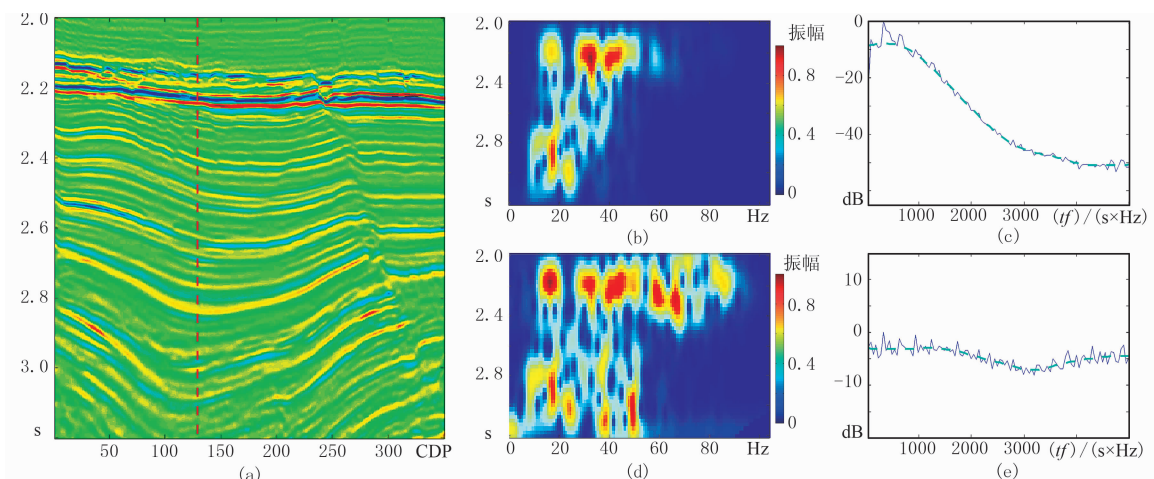 2.0
2.2
2.4
2.6
2.8
3.0
s
50 100 150 200 250 300 CDP
(a)
2.0
2.4
2.8
s
0 20 40 60 80 Hz
(b)
振幅
0.8
0.4
0
0
-20
-40
dB
1000 2000 3000 (tf)/(s×Hz)
(c)
2.0
2.4
2.8
s
0 20 40 60 80 Hz
(d)
振幅
0.8
0.4
0
15
0
-10
dB
1000 2000 3000 (tf)/(s×Hz)
(e)